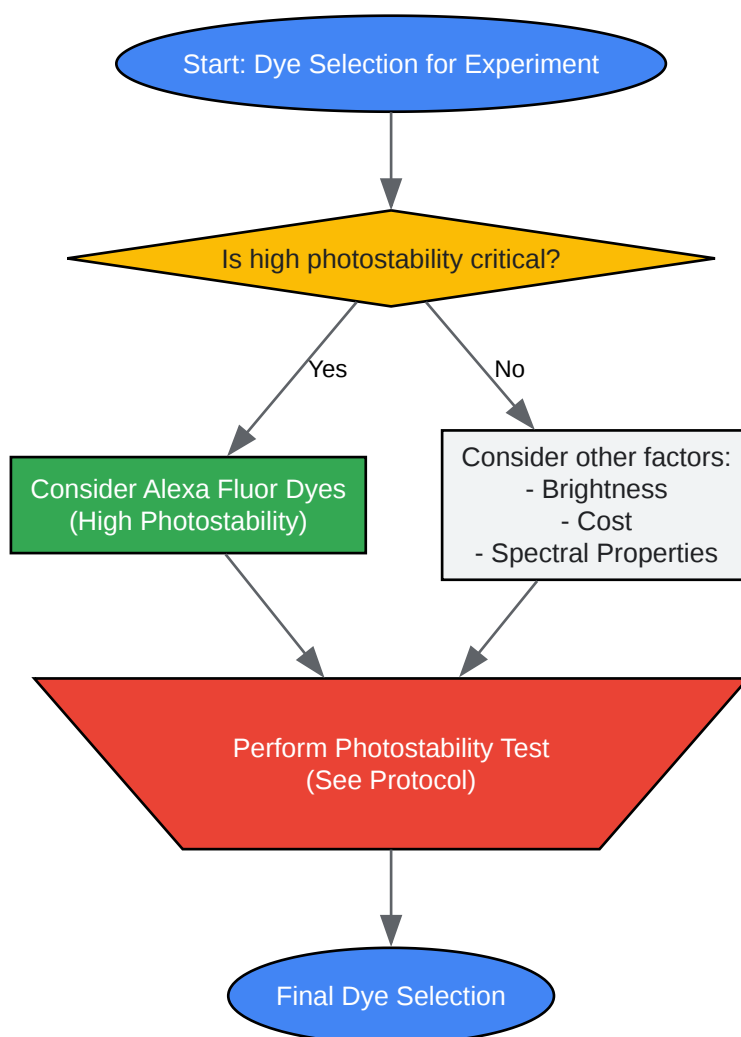 Start: Dye Selection for Experiment
Is high photostability critical?
Yes
No
Consider Alexa Fluor Dyes
(High Photostability)
Consider other factors:
- Brightness
- Cost
- Spectral Properties
Perform Photostability Test
(See Protocol)
Final Dye Selection